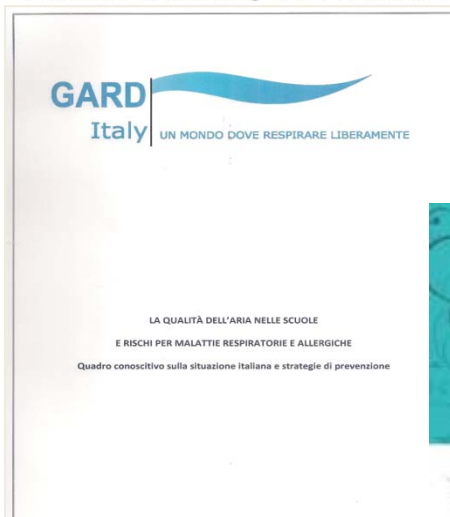 GARD
Italy
UN MONDO DOVE RESPIRARE LIBERAMENTE
LA QUALITÀ DELL'ARIA NELLE SCUOLE
E RISCHI PER MALATTIE RESPIRATORIE E ALLERGICHE
Quadro conoscitivo sulla situazione italiana e strategie di prevenzione